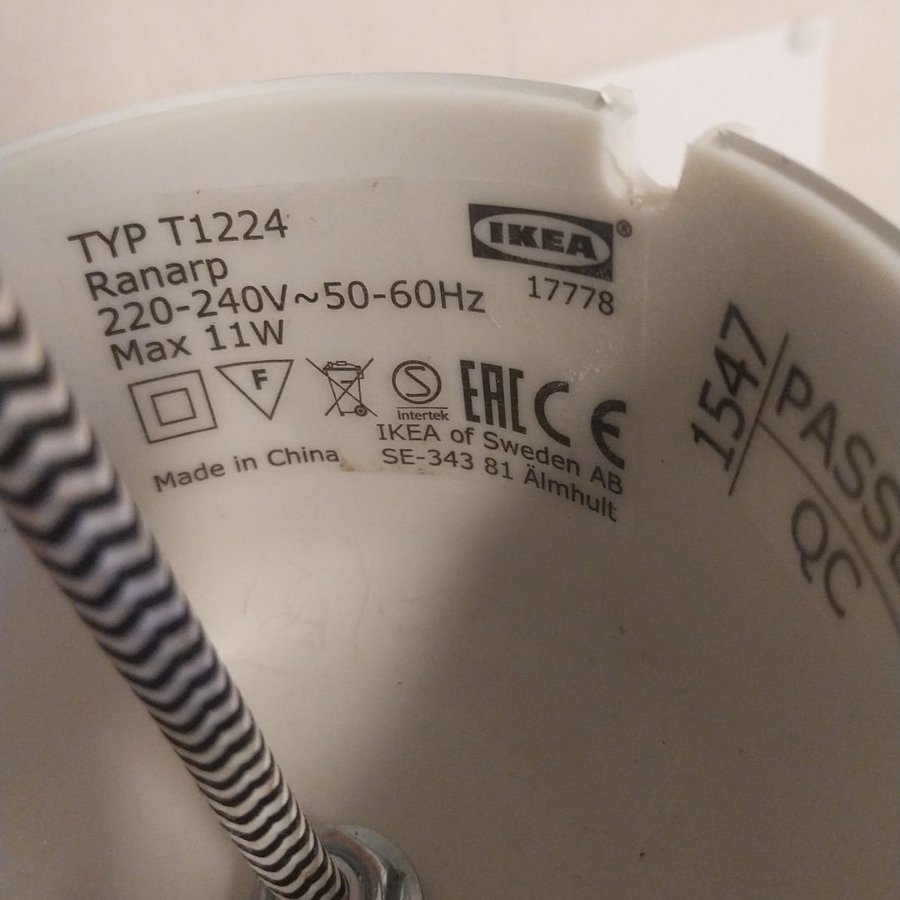 TYP T1224
Ranarp
220-240V~50-60Hz
Max 11W
IKEA®
17778
F
S
intertek
EAC CE
Made in China
IKEA of Sweden AB
SE-343 81 Älmhult
1547
QC